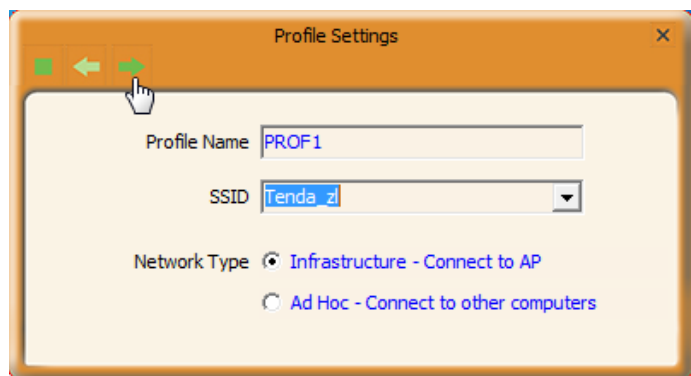 Profile Settings
Profile Name PROF1
SSID Tenda_zl
Network Type Infrastructure - Connect to AP
Ad Hoc - Connect to other computers